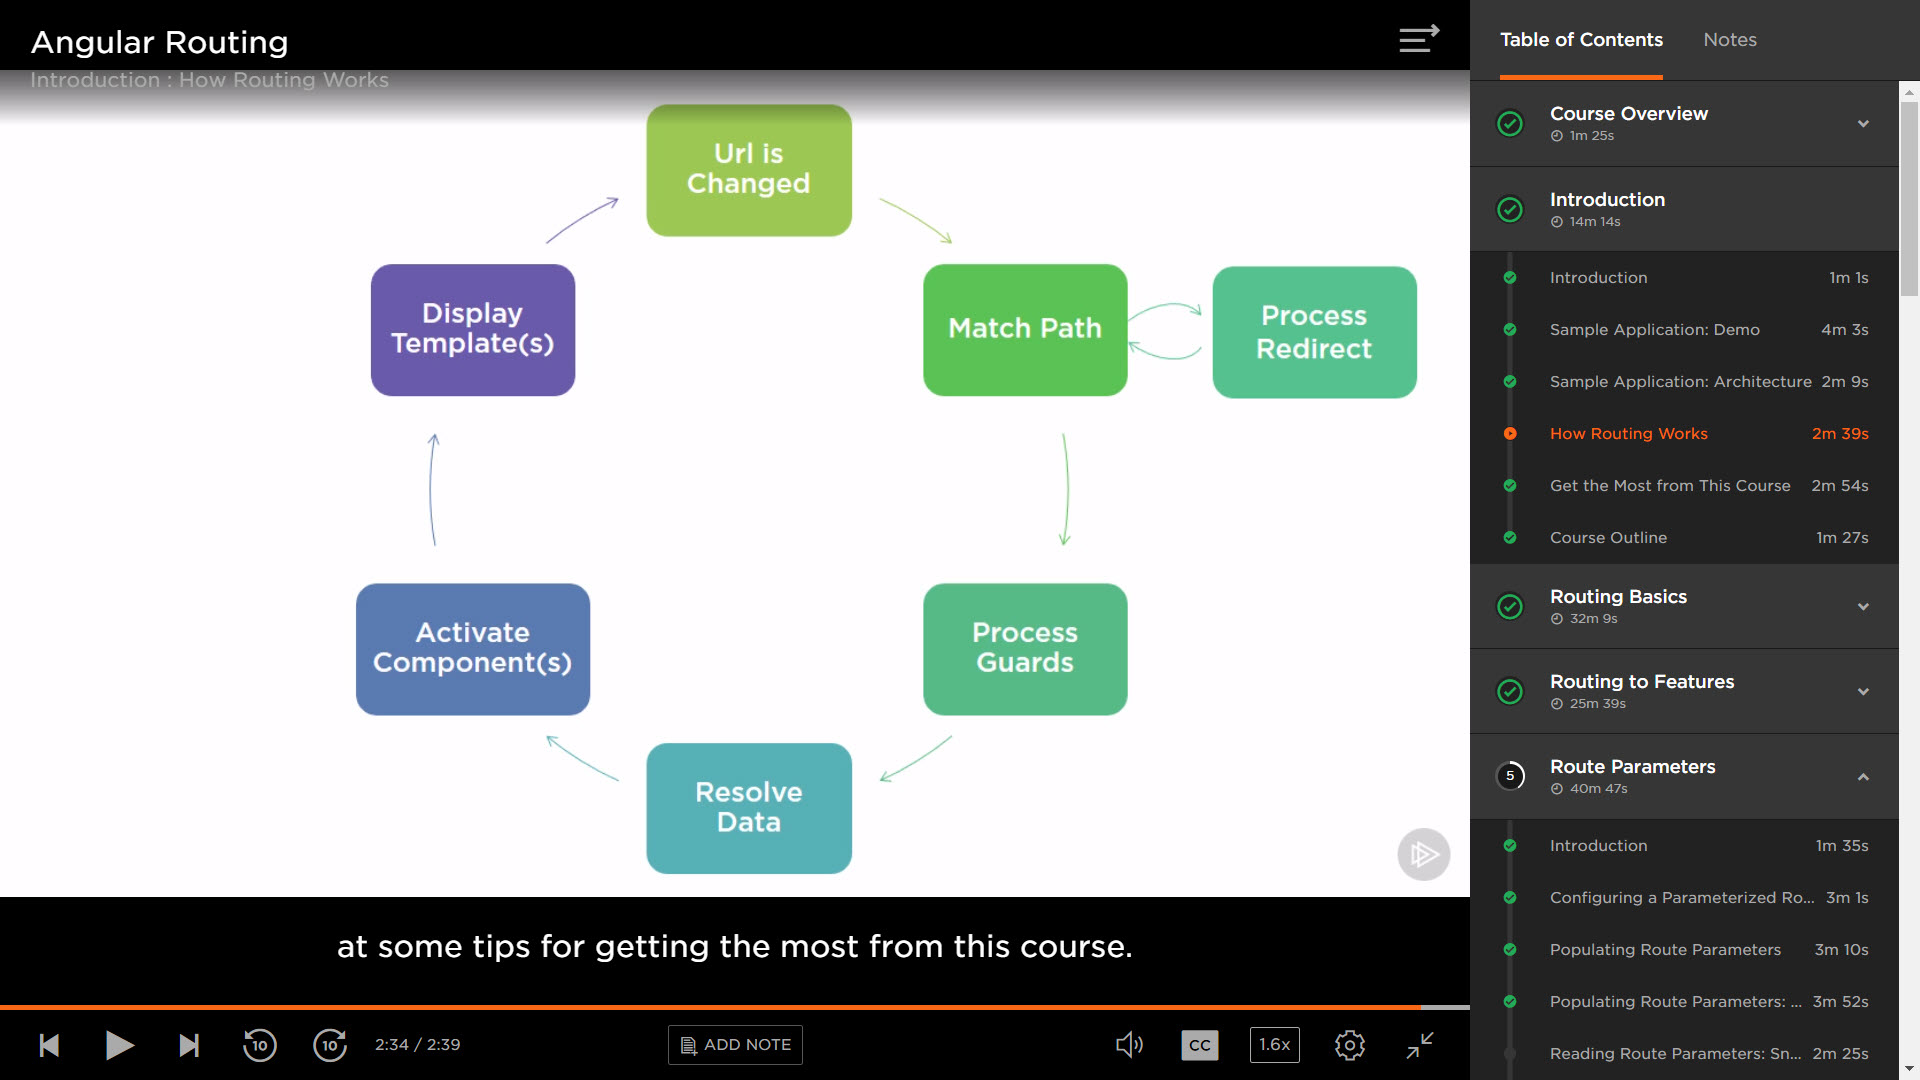 Angular Routing
Introduction : How Routing Works
Url is
Changed
Display
Template(s)
Match Path
Process
Redirect
Activate
Component(s)
Process
Guards
Resolve
Data
at some tips for getting the most from this course.
10
10
2:34 / 2:39
ADD NOTE
CC
1.6x
Table of Contents
Notes
Course Overview
1m 25s
Introduction
14m 14s
Introduction 1m 1s
Sample Application: Demo 4m 3s
Sample Application: Architecture 2m 9s
How Routing Works 2m 39s
Get the Most from This Course 2m 54s
Course Outline 1m 27s
Routing Basics
32m 9s
Routing to Features
25m 39s
5
Route Parameters
40m 47s
Introduction 1m 35s
Configuring a Parameterized Ro... 3m 1s
Populating Route Parameters 3m 10s
Populating Route Parameters: ... 3m 52s
Reading Route Parameters: Sn... 2m 25s